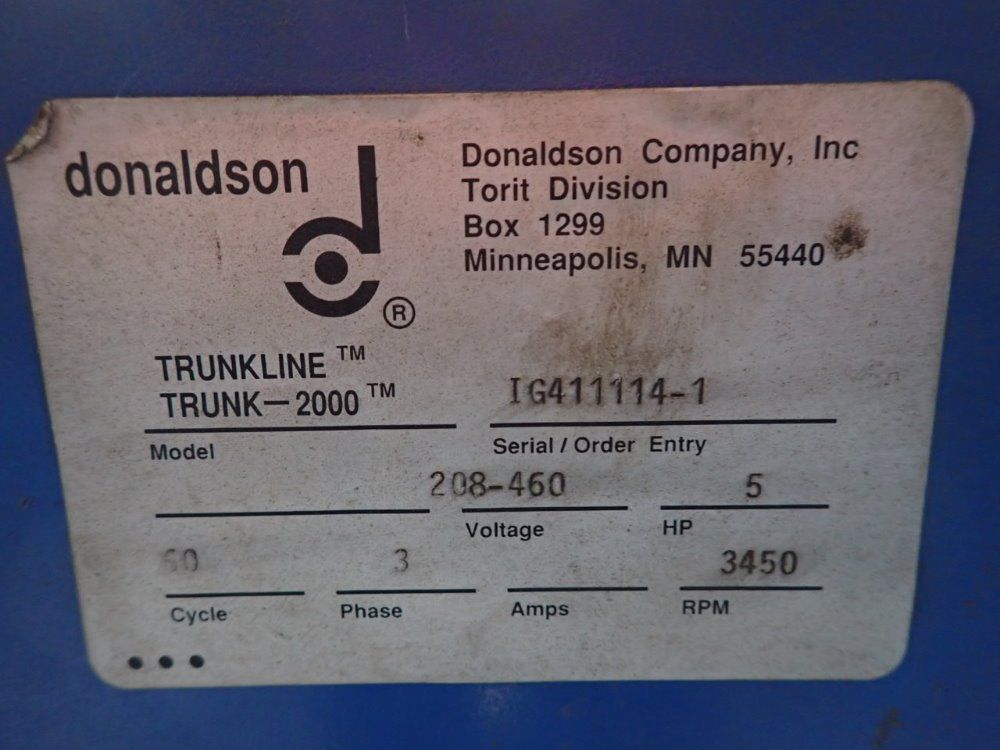 donaldson
Donaldson Company, Inc
Torit Division
Box 1299
Minneapolis, MN 55440
®
TRUNKLINE ™
TRUNK-2000 ™
Model
IG411114-1
Serial / Order Entry
208-460
Voltage
5
HP
60
Cycle
3
Phase
Amps
3450
RPM